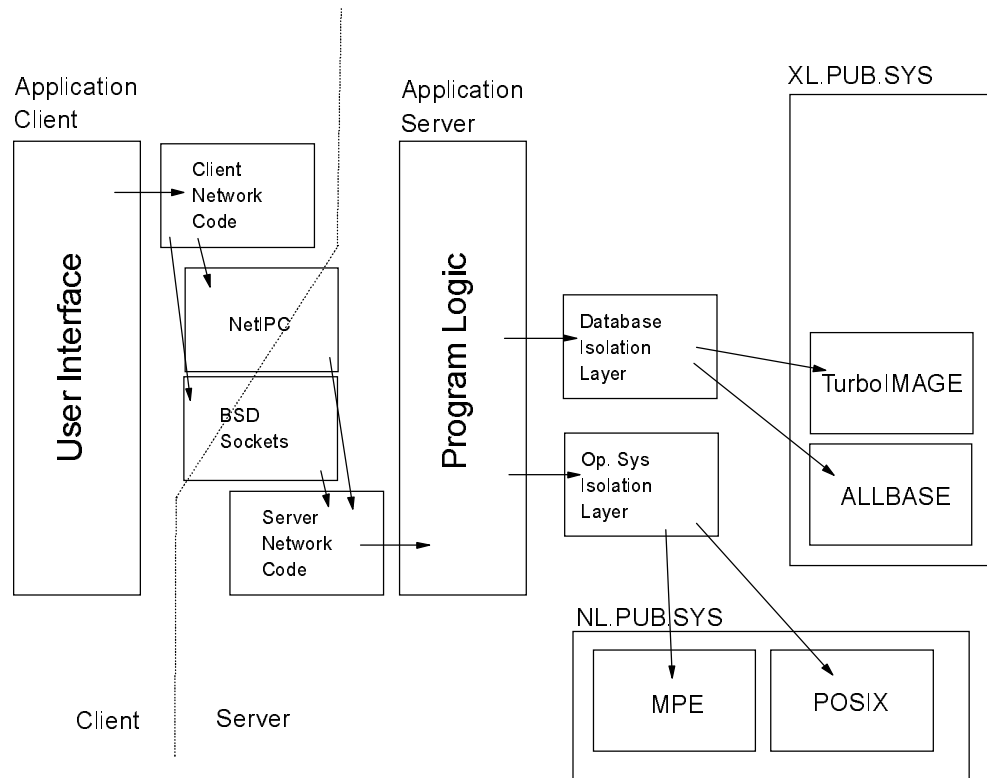 XL.PUB.SYS
Application
Client
Application
Server
User Interface
Client
Network
Code
NetIPC
BSD
Sockets
Server
Network
Code
Program Logic
Database
Isolation
Layer
Op. Sys
Isolation
Layer
TurboIMAGE
ALLBASE
NL.PUB.SYS
MPE
POSIX
Client
Server